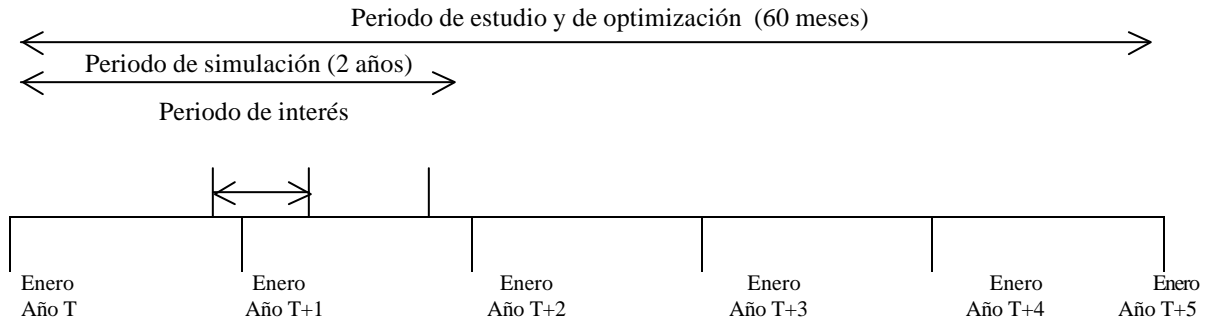 Periodo de estudio y de optimización (60 meses)
Periodo de simulación (2 años)
Periodo de interés
Enero Enero Enero Enero Enero Enero
Año T Año T+1 Año T+2 Año T+3 Año T+4 Año T+5